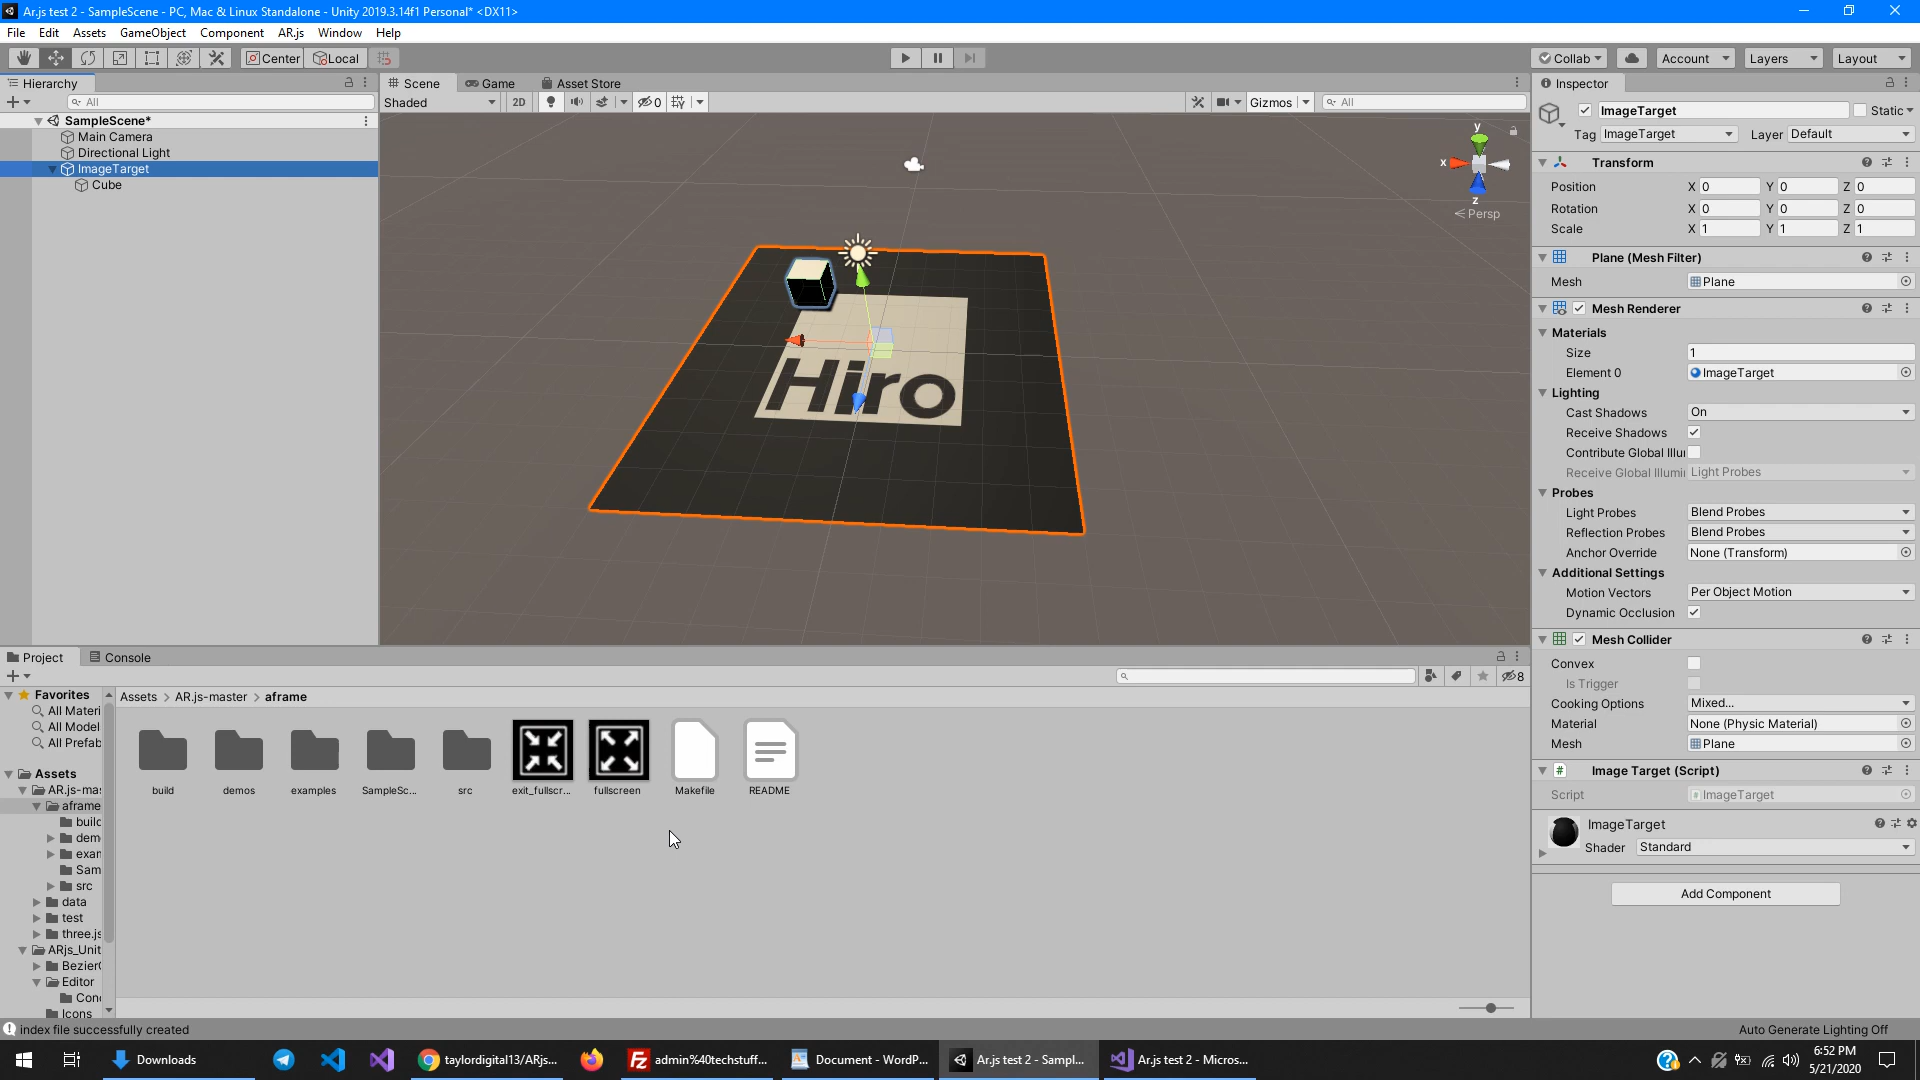 Ar.js test 2 - SampleScene - PC, Mac & Linux Standalone - Unity 2019.3.14f1 Personal* <DX11>
File Edit Assets GameObject Component AR.js Window Help
Center Local Collab Account Layers Layout
Hierarchy
All
SampleScene*
Main Camera
Directional Light
ImageTarget
Cube
Scene Game Asset Store
Shaded 2D 0 Gizmos All
y
x
z
Persp
Hiro
Inspector
ImageTarget Static
Tag ImageTarget Layer Default
Transform
Position X 0 Y 0 Z 0
Rotation X 0 Y 0 Z 0
Scale X 1 Y 1 Z 1
Plane (Mesh Filter)
Mesh Plane
Mesh Renderer
Materials
Size 1
Element 0 ImageTarget
Lighting
Cast Shadows On
Receive Shadows
Contribute Global Illu
Receive Global Illumi Light Probes
Probes
Light Probes Blend Probes
Reflection Probes Blend Probes
Anchor Override None (Transform)
Additional Settings
Motion Vectors Per Object Motion
Dynamic Occlusion
Mesh Collider
Convex
Is Trigger
Cooking Options Mixed...
Material None (Physic Material)
Mesh Plane
Image Target (Script)
Script ImageTarget
ImageTarget
Shader Standard
Add Component
Project Console
8
Favorites
All Materi
All Model
All Prefab
Assets
AR.js-mas
aframe
build
dem
exam
Sam
src
data
test
three.js
ARjs_Unit
Bezier
Editor
Cond
Icons
Assets > AR.js-master > aframe
build demos examples SampleSc... src exit_fullscr... fullscreen Makefile README
index file successfully created
Auto Generate Lighting Off
Downloads taylordigital13/ARjs... admin%40techstuff... Document - WordP... Ar.js test 2 - Sampl... Ar.js test 2 - Micros...
6:52 PM
5/21/2020